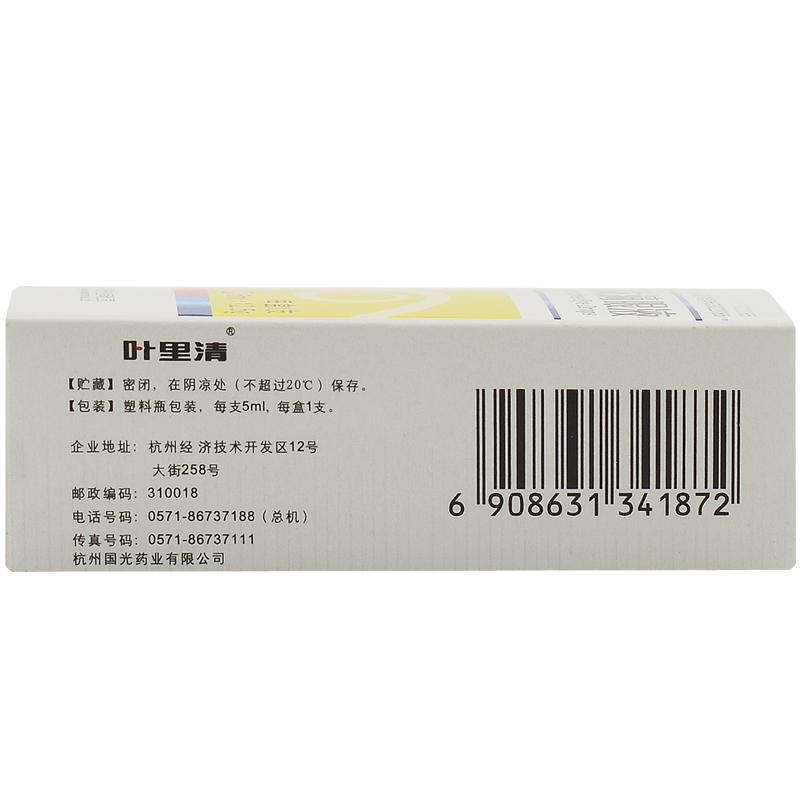 叶里清®
【贮藏】密闭，在阴凉处（不超过20℃）保存。
【包装】塑料瓶包装，每支5ml，每盒1支。
企业地址：杭州经 济技术开发区12号
大街258号
邮政编码：310018
电话号码：0571-86737188（总机）
传真号码：0571-86737111
杭州国光药业有限公司
6 908631 341872